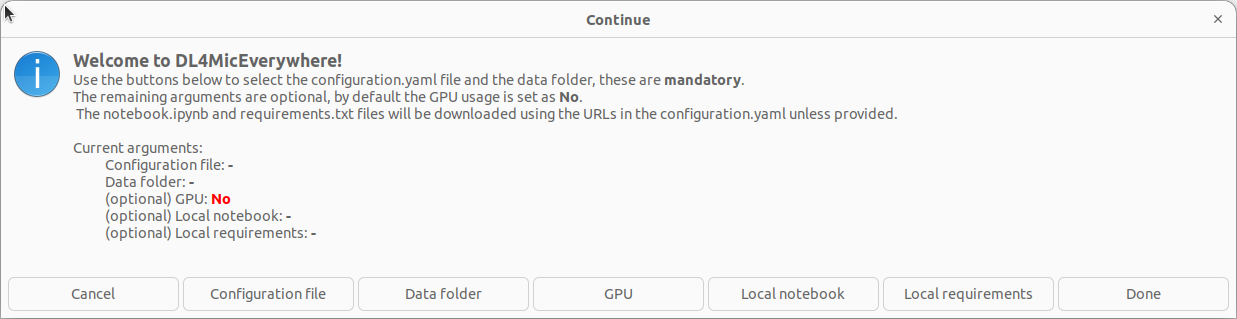 Continue
Welcome to DL4MicEverywhere!
Use the buttons below to select the configuration.yaml file and the data folder, these are mandatory.
The remaining arguments are optional, by default the GPU usage is set as No.
The notebook.ipynb and requirements.txt files will be downloaded using the URLs in the configuration.yaml unless provided.
Current arguments:
Configuration file: -
Data folder: -
(optional) GPU: No
(optional) Local notebook: -
(optional) Local requirements: -
Cancel Configuration file Data folder GPU Local notebook Local requirements Done